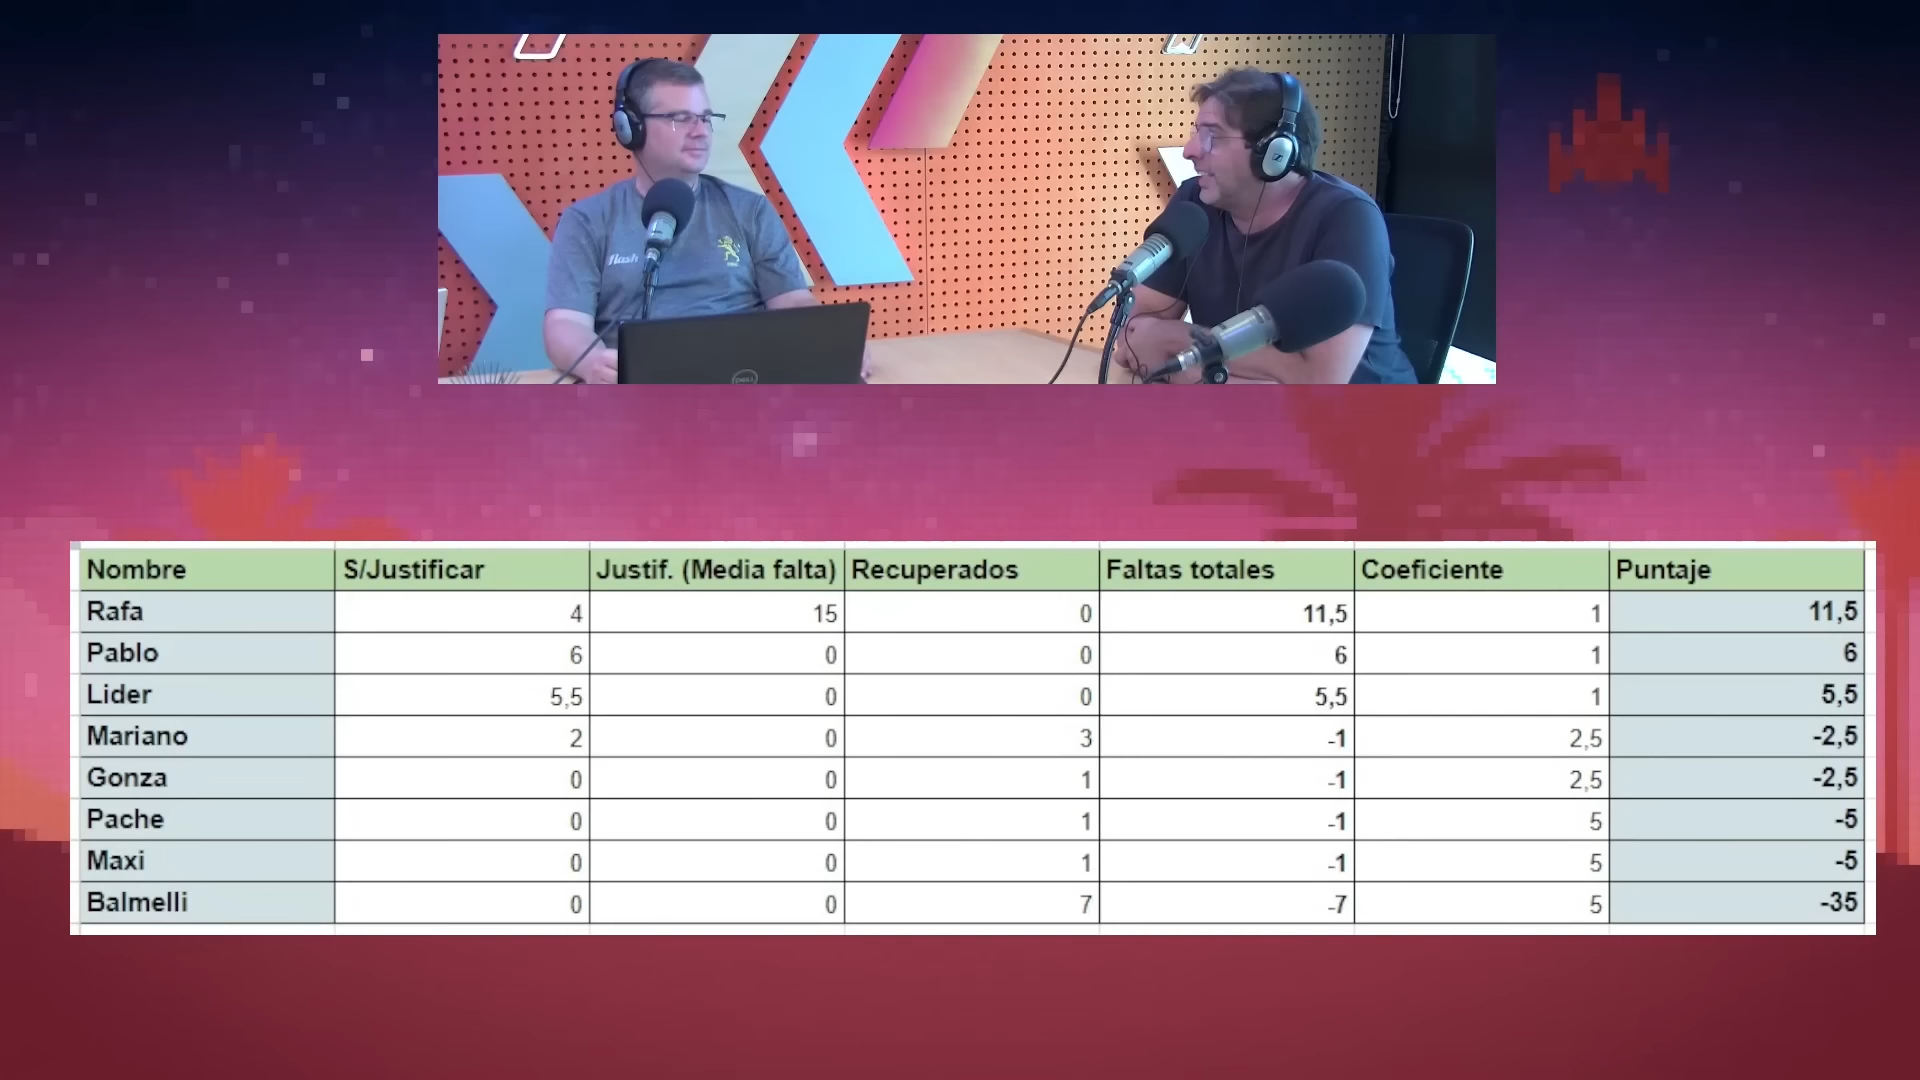 flash
DELL
Nombre S/Justificar Justif. (Media falta) Recuperados Faltas totales Coeficiente Puntaje
Rafa 4 15 0 11,5 1 11,5
Pablo 6 0 0 6 1 6
Lider 5,5 0 0 5,5 1 5,5
Mariano 2 0 3 -1 2,5 -2,5
Gonza 0 0 1 -1 2,5 -2,5
Pache 0 0 1 -1 5 -5
Maxi 0 0 1 -1 5 -5
Balmelli 0 0 7 -7 5 -35